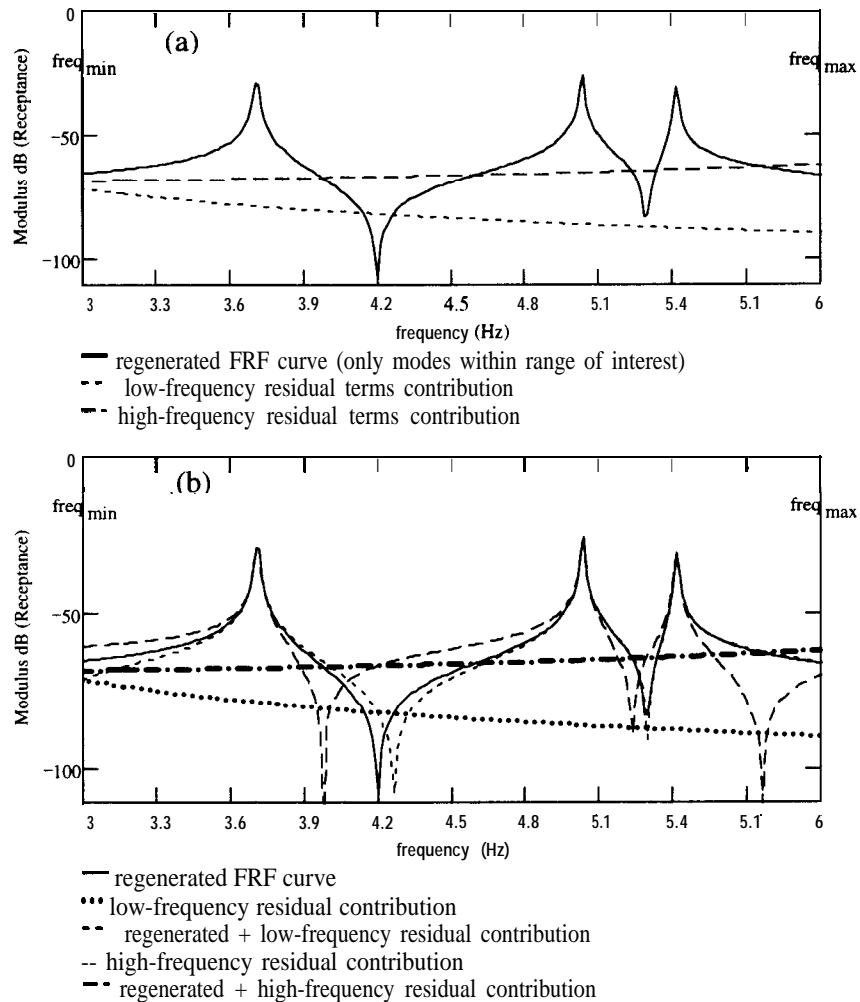 0
(a)
freq min
freq max
−50
−100
Modulus dB (Receptance)
3 3.3 3.6 3.9 4.2 4.5 4.8 5.1 5.4 5.1 6
frequency (Hz)
regenerated FRF curve (only modes within range of interest)
low-frequency residual terms contribution
high-frequency residual terms contribution
0
(b)
freq min
freq max
−50
−100
Modulus dB (Receptance)
3 3.3 3.6 3.9 4.2 4.5 4.8 5.1 5.4 5.1 6
frequency (Hz)
regenerated FRF curve
low-frequency residual contribution
regenerated + low-frequency residual contribution
high-frequency residual contribution
regenerated + high-frequency residual contribution